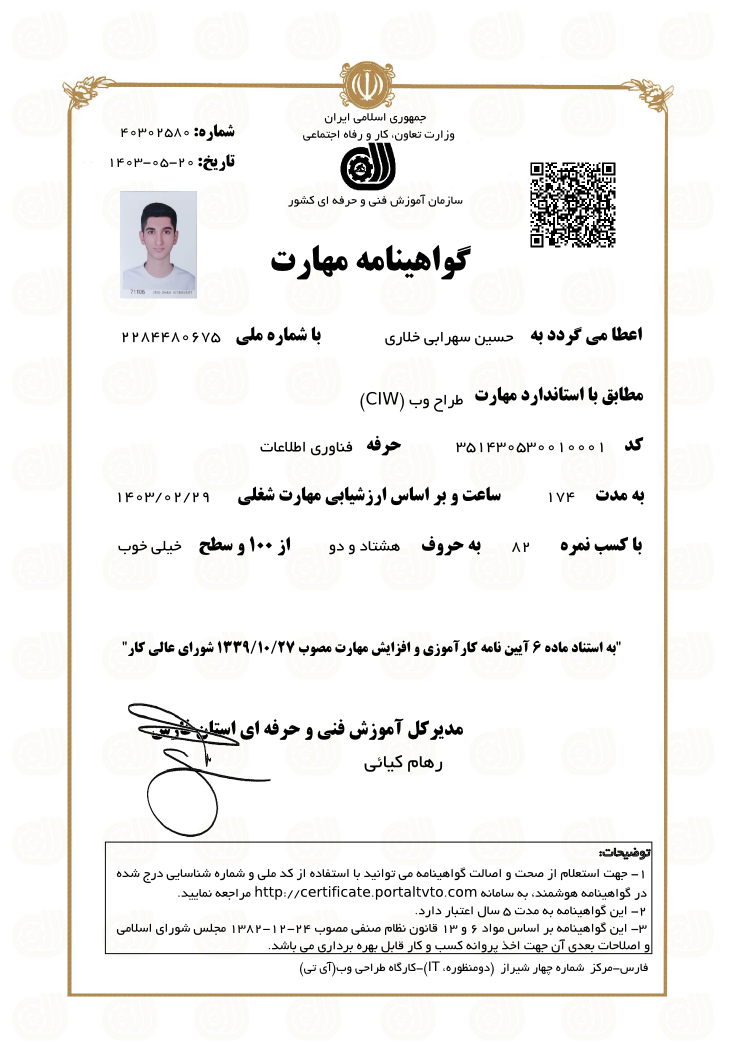 جمهوری اسلامی ایران
وزارت تعاون، کار و رفاه اجتماعی
شماره: ۴۰۳۰۲۵۸۰
تاریخ: ۱۴۰۳-۰۵-۲۰
سازمان آموزش فنی و حرفه ای کشور
گواهینامه مهارت
اعطا می گردد به حسین سهرابی خلاری با شماره ملی ۲۲۸۴۴۸۰۶۷۵
مطابق با استاندارد مهارت طراح وب (CIW)
کد ۳۵۱۴۳۰۵۳۰۰۱۰۰۰۱ حرفه فناوری اطلاعات
به مدت ۱۷۴ ساعت و بر اساس ارزشیابی مهارت شغلی ۱۴۰۳/۰۲/۲۹
با کسب نمره ۸۲ به حروف هشتاد و دو از ۱۰۰ و سطح خیلی خوب
"به استناد ماده ۶ آیین نامه کارآموزی و افزایش مهارت مصوب ۱۳۳۹/۱۰/۲۷ شورای عالی کار"
مدیرکل آموزش فنی و حرفه ای استان فارس
رهام کیائی
توضیحات:
۱- جهت استعلام از صحت و اصالت گواهینامه می توانید با استفاده از کد ملی و شماره شناسایی درج شده
در گواهینامه هوشمند، به سامانه http://certificate.portaltvto.com مراجعه نمایید.
۲- این گواهینامه به مدت ۵ سال اعتبار دارد.
۳- این گواهینامه بر اساس مواد ۶ و ۱۳ قانون نظام صنفی مصوب ۲۴-۱۲-۱۳۸۲ مجلس شورای اسلامی
و اصلاحات بعدی آن جهت اخذ پروانه کسب و کار قابل بهره برداری می باشد.
فارس-مرکز شماره چهار شیراز (دومنظوره، IT)-کارگاه طراحی وب(آی تی)